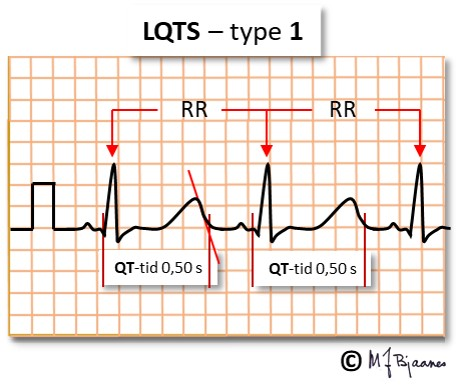 LQTS – type 1
RR RR
QT-tid 0,50 s QT-tid 0,50 s
© M J Bjaanes